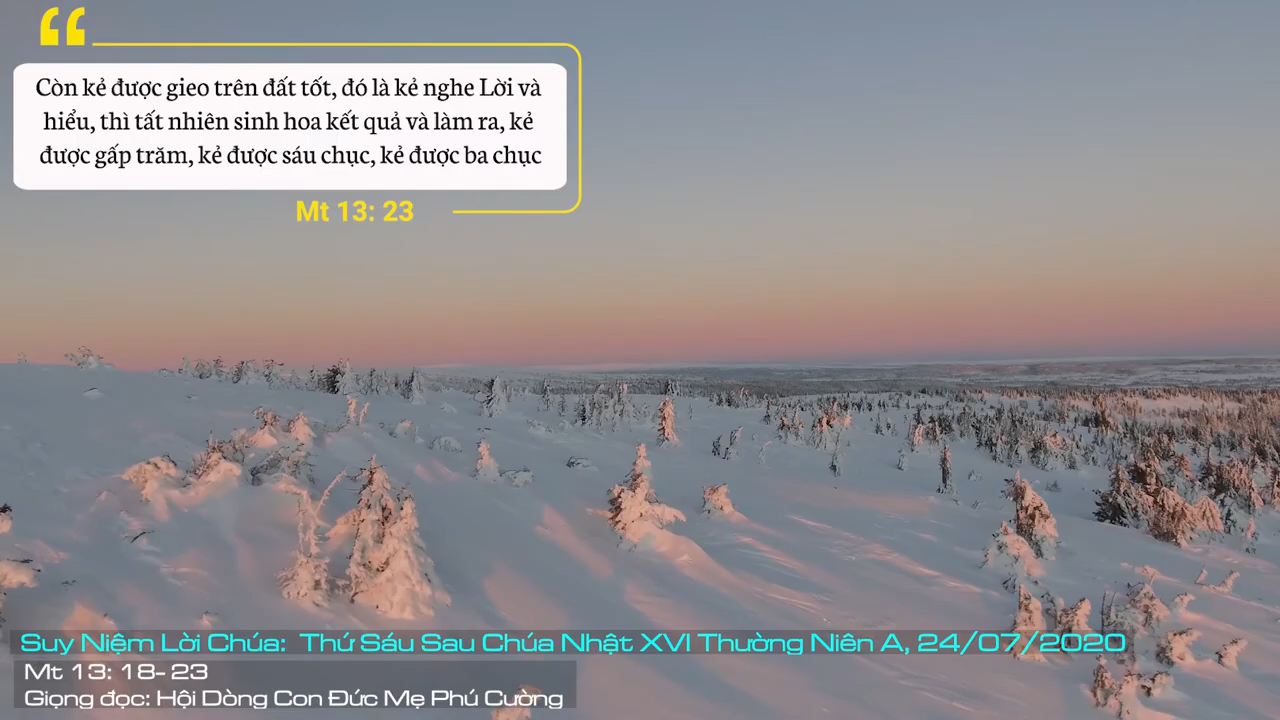 Còn kẻ được gieo trên đất tốt, đó là kẻ nghe Lời và
hiểu, thì tất nhiên sinh hoa kết quả và làm ra, kẻ
được gấp trăm, kẻ được sáu chục, kẻ được ba chục
Mt 13: 23
Suy Niệm Lời Chúa: Thứ Sáu Sau Chúa Nhật XVI Thường Niên A, 24/07/2020
Mt 13: 18- 23
Giọng đọc: Hội Dòng Con Đức Mẹ Phú Cường